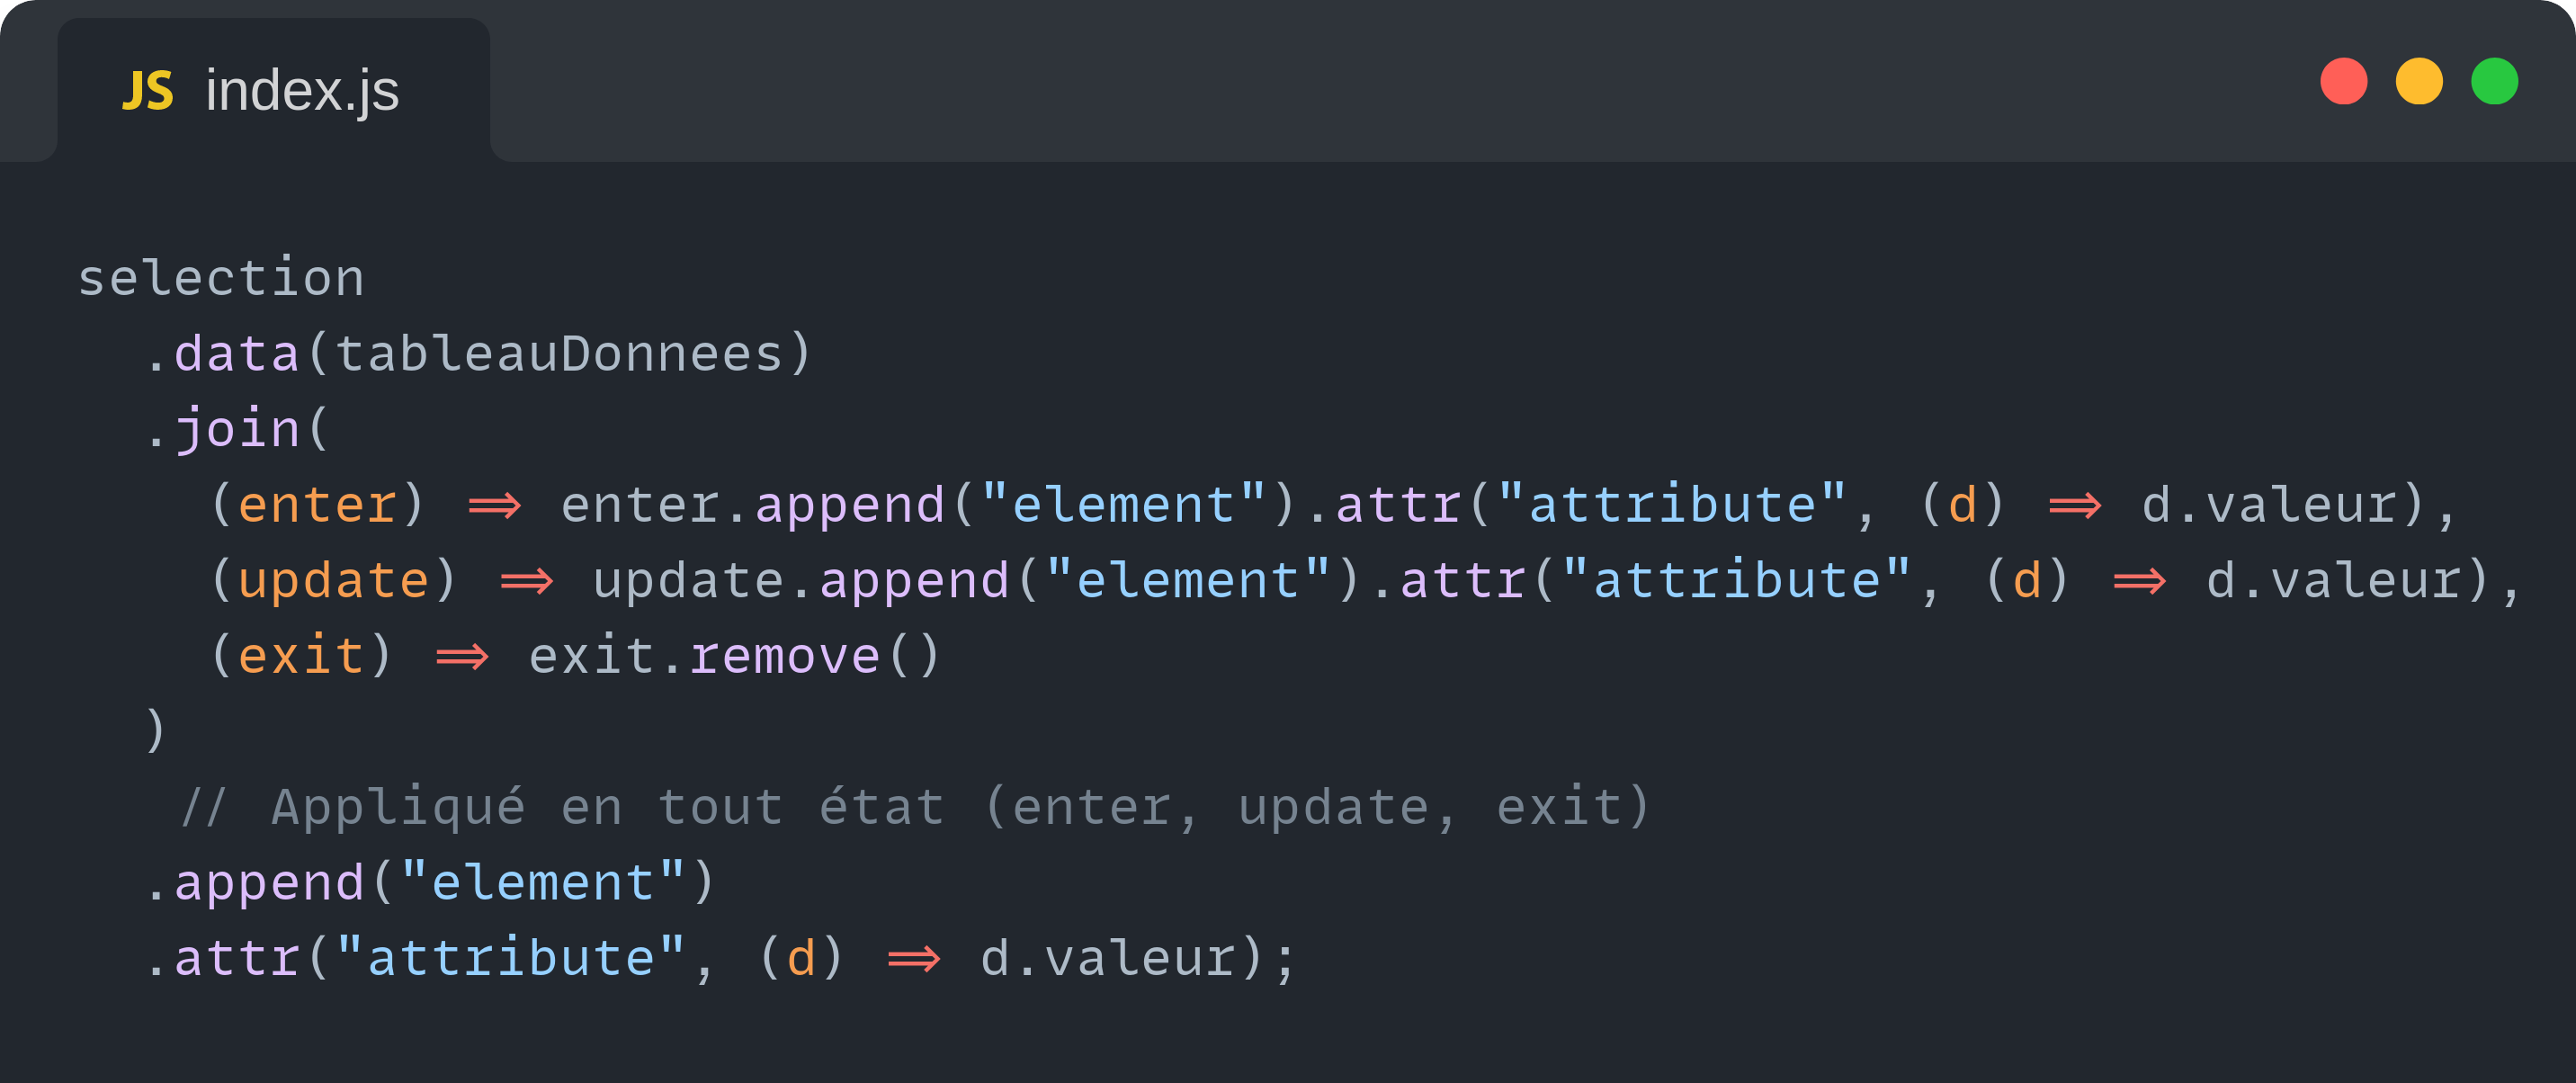 JS index.js
selection
  .data(tableauDonnees)
  .join(
    (enter) => enter.append("element").attr("attribute", (d) => d.valeur),
    (update) => update.append("element").attr("attribute", (d) => d.valeur),
    (exit) => exit.remove()
  )
   // Appliqué en tout état (enter, update, exit)
  .append("element")
  .attr("attribute", (d) => d.valeur);